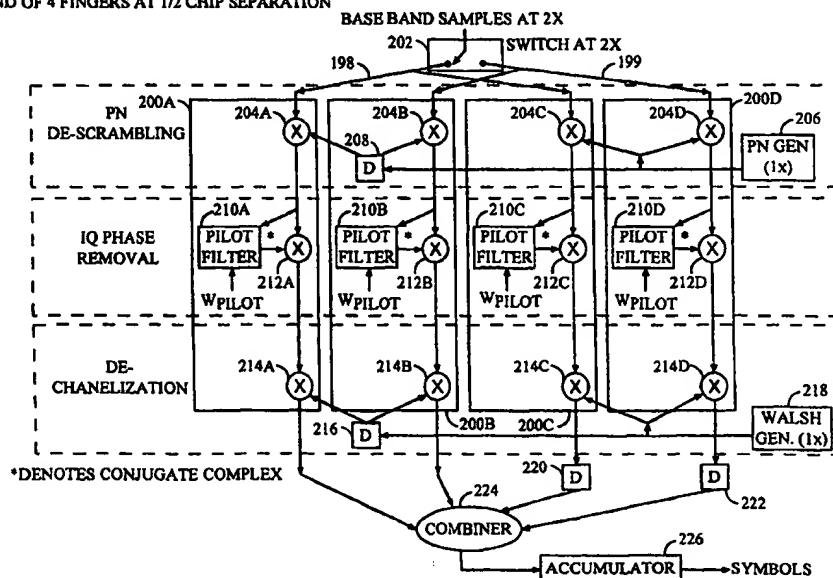 ND OF 4 FINGERS AT 1/2 CHIP SEPARATION
BASE BAND SAMPLES AT 2X
202
SWITCH AT 2X
198
199
200A
200D
PN
DE-SCRAMBLING
204A
X
204B
X
204C
X
204D
X
206
208
D
PN GEN
(1x)
IQ PHASE
REMOVAL
210A
210B
210C
210D
PILOT
FILTER
*
X
PILOT
FILTER
*
X
PILOT
FILTER
*
X
PILOT
FILTER
*
X
212A
212B
212C
212D
WPILOT
WPILOT
WPILOT
WPILOT
DE-
CHANELIZATION
214A
X
214B
X
214C
X
214D
X
218
216
D
200B
200C
WALSH
GEN. (1x)
*DENOTES CONJUGATE COMPLEX
220
D
D
222
224
COMBINER
226
ACCUMULATOR
SYMBOLS